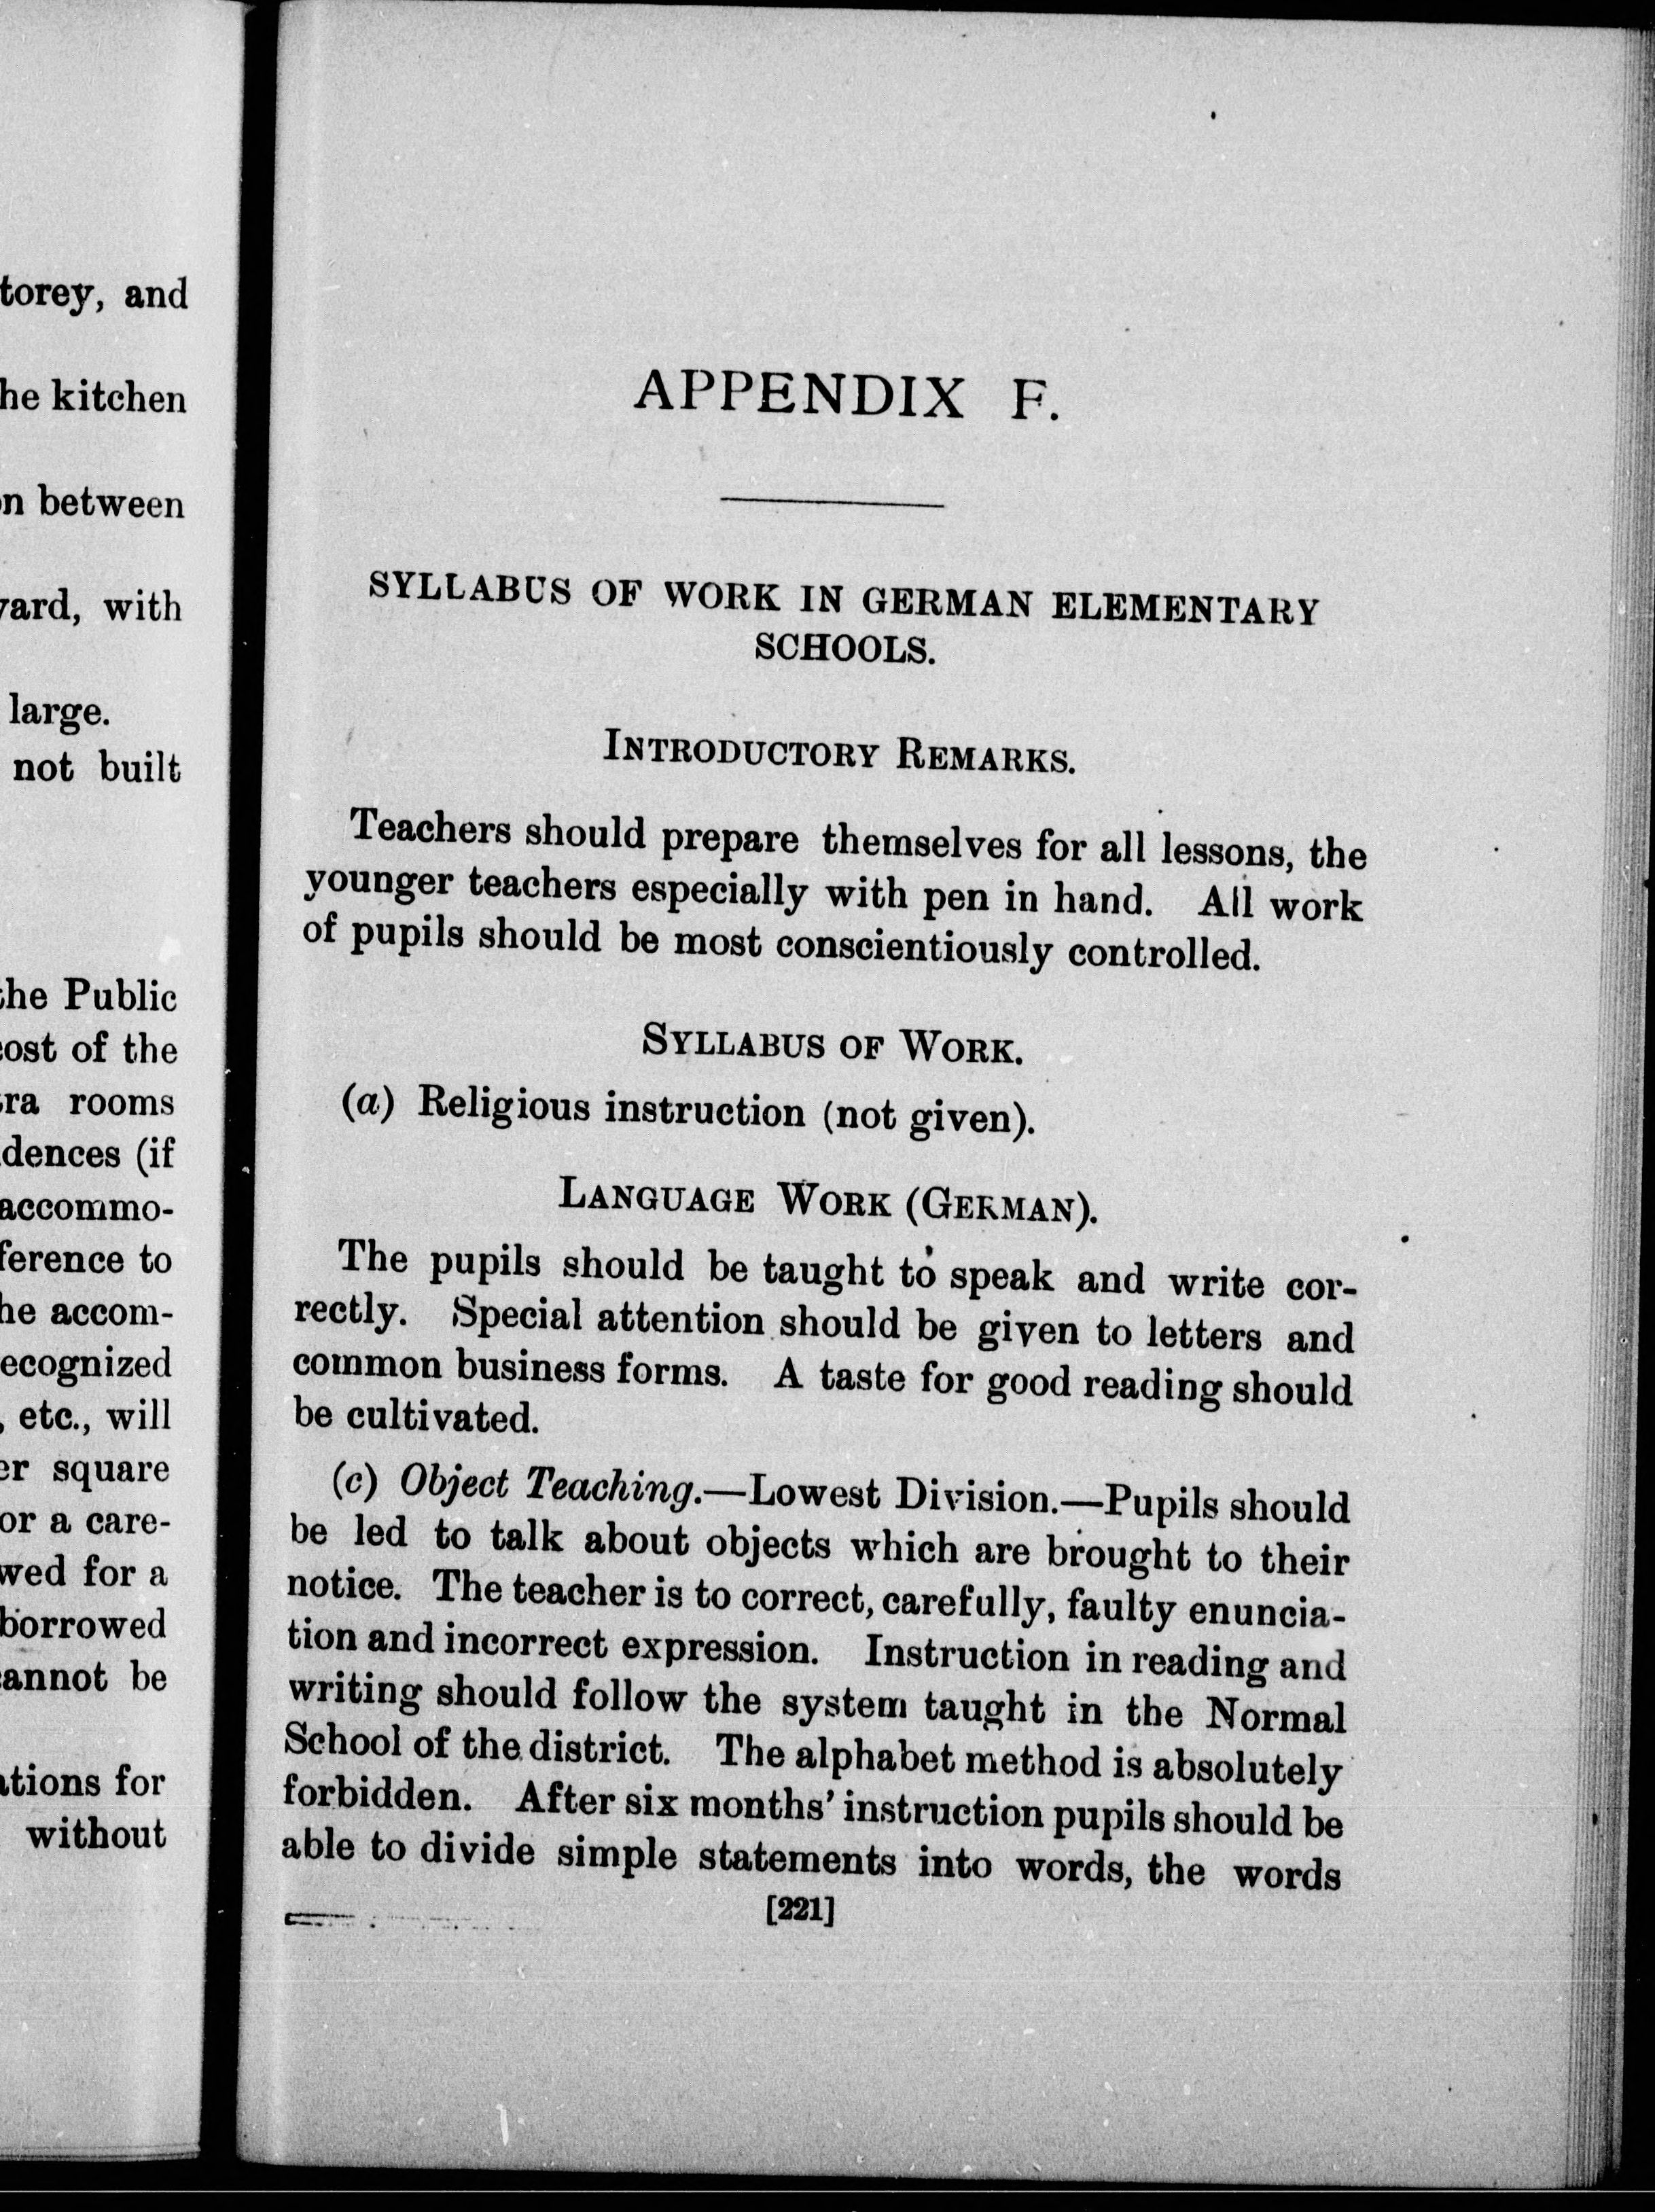 torey, and
he kitchen
n between
yard, with
large.
not built
the Public
cost of the
rooms
dences (if
accommo-
ference to
he accom-
ecognized
, etc., will
er square
or a care-
wed for a
borrowed
cannot be
ations for
without
APPENDIX F.
SYLLABUS OF WORK IN GERMAN ELEMENTARY
SCHOOLS.
INTRODUCTORY REMARKS.
Teachers should prepare themselves for all lessons, the
younger teachers especially with pen in hand. All work
of pupils should be most conscientiously controlled.
SYLLABUS OF WORK.
(a) Religious instruction (not given).
LANGUAGE WORK (GERMAN).
The pupils should be taught to speak and write cor-
rectly. Special attention should be given to letters and
common business forms. A taste for good reading should
be cultivated.
(c) Object Teaching.—Lowest Division.—Pupils should
be led to talk about objects which are brought to their
notice. The teacher is to correct, carefully, faulty enuncia-
tion and incorrect expression. Instruction in reading and
writing should follow the system taught in the Normal
School of the district. The alphabet method is absolutely
forbidden. After six months' instruction pupils should be
able to divide simple statements into words, the words
[221]